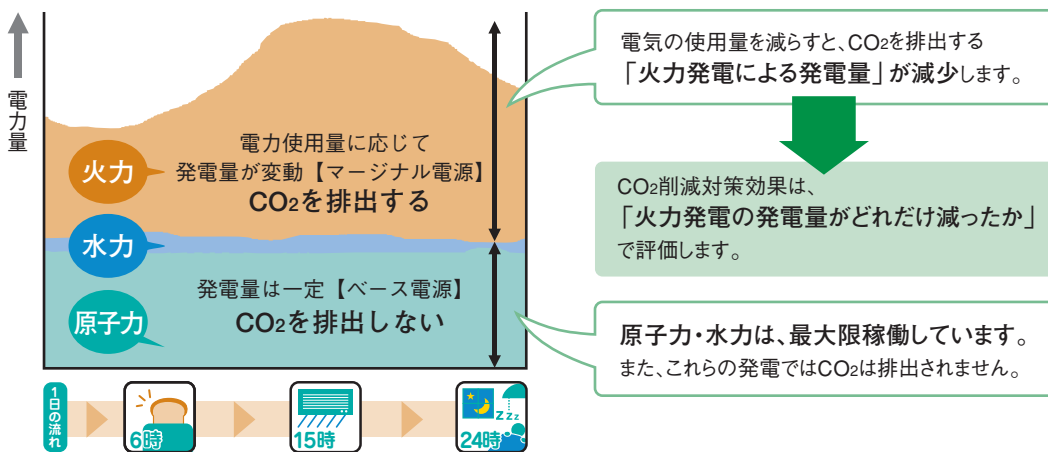 電力量
電力使用量に応じて
発電量が変動【マージナル電源】
CO2を排出する
火力
水力
原子力
発電量は一定【ベース電源】
CO2を排出しない
電気の使用量を減らすと、CO2を排出する
「火力発電による発電量」が減少します。
CO2削減対策効果は、
「火力発電の発電量がどれだけ減ったか」
で評価します。
原子力・水力は、最大限稼働しています。
また、これらの発電ではCO2は排出されません。
1日の流れ
6時
15時
zzz
24時